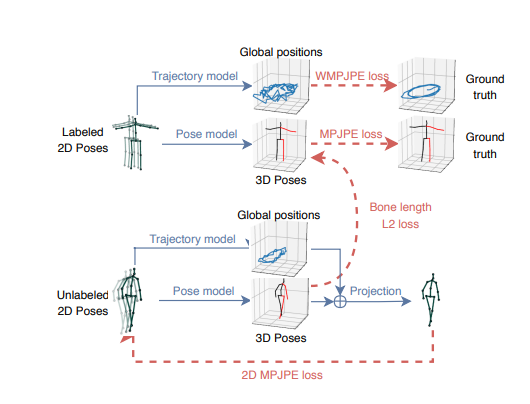 Global positions
Trajectory model
WMPJPE loss
Ground
truth
Labeled
2D Poses
Pose model
MPJPE loss
Ground
truth
3D Poses
Bone length
L2 loss
Global positions
Trajectory model
Unlabeled
2D Poses
Pose model
Projection
3D Poses
2D MPJPE loss